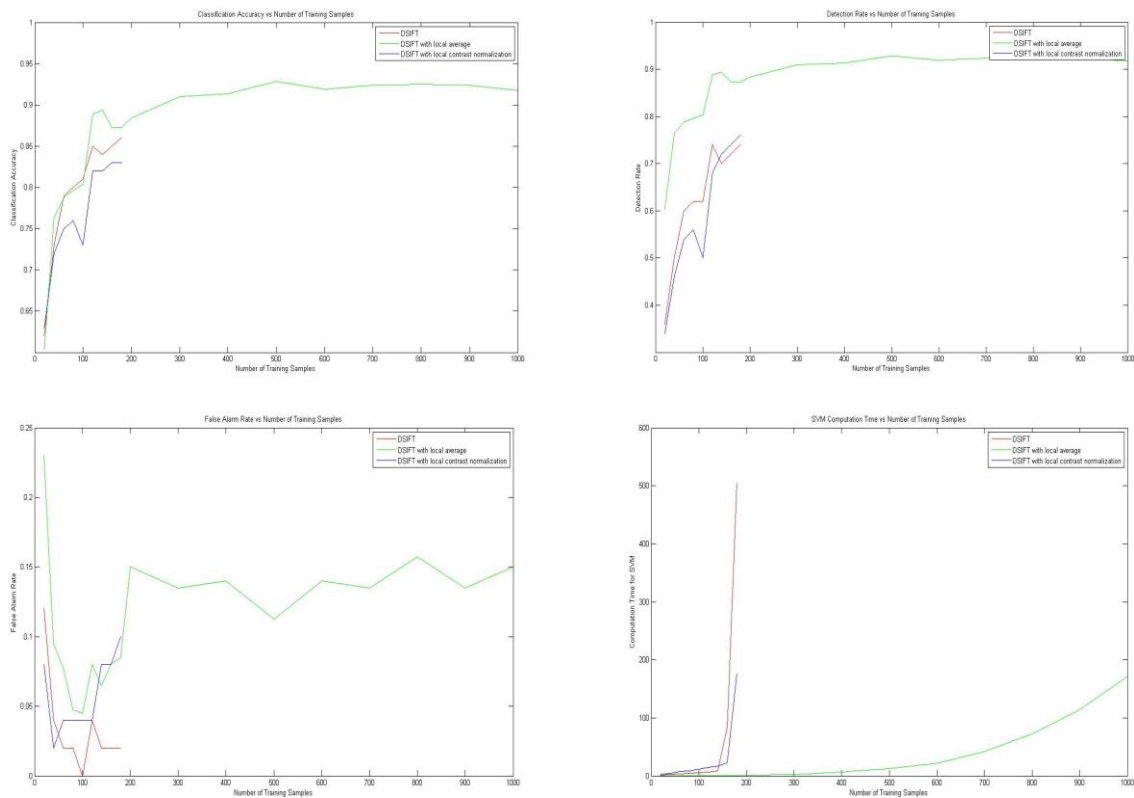 Classification Accuracy vs Number of Training Samples
DSIFT
DSIFT with local average
DSIFT with local contrast normalization
Classification Accuracy
1
0.95
0.9
0.85
0.8
0.75
0.7
0.65
0 100 200 300 400 500 600 700 800 900 1000
Number of Training Samples
Detection Rate vs Number of Training Samples
DSIFT
DSIFT with local average
DSIFT with local contrast normalization
Detection Rate
1
0.9
0.8
0.7
0.6
0.5
0.4
0 100 200 300 400 500 600 700 800 900 1000
Number of Training Samples
False Alarm Rate vs Number of Training Samples
DSIFT
DSIFT with local average
DSIFT with local contrast normalization
False Alarm Rate
0.25
0.2
0.15
0.1
0.05
0
0 100 200 300 400 500 600 700 800 900 1000
Number of Training Samples
SVM Computation Time vs Number of Training Samples
DSIFT
DSIFT with local average
DSIFT with local contrast normalization
Computation Time for SVM
600
500
400
300
200
100
0
0 100 200 300 400 500 600 700 800 900 1000
Number of Training Samples